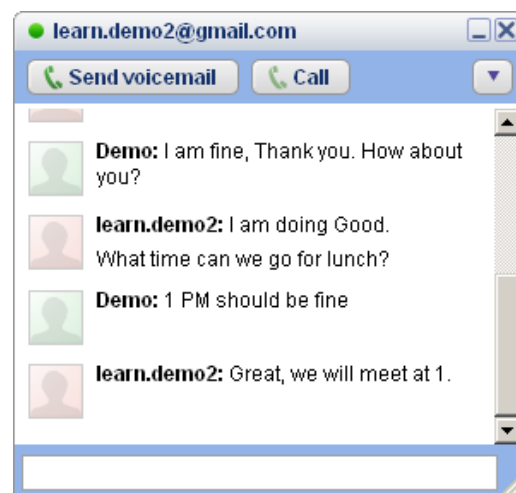 learn.demo2@gmail.com
Send voicemail
Call
Demo: I am fine, Thank you. How about
you?
learn.demo2: I am doing Good.
What time can we go for lunch?
Demo: 1 PM should be fine
learn.demo2: Great, we will meet at 1.